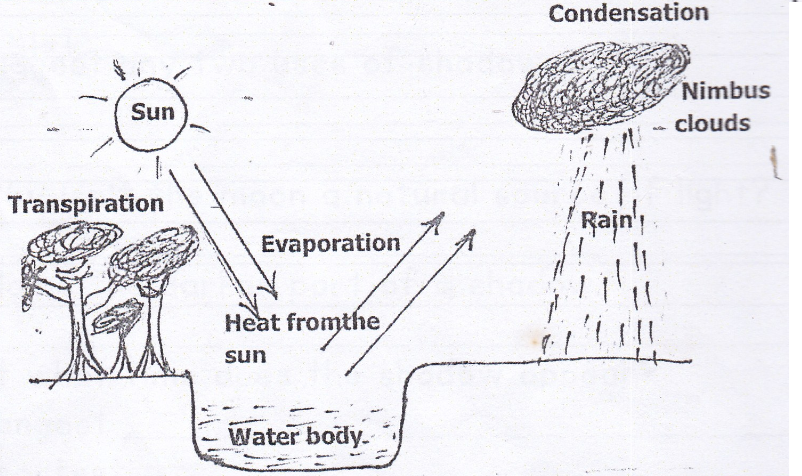 Condensation
Sun
Nimbus
clouds
Transpiration
Rain
Evaporation
Heat fromthe
sun
Water body